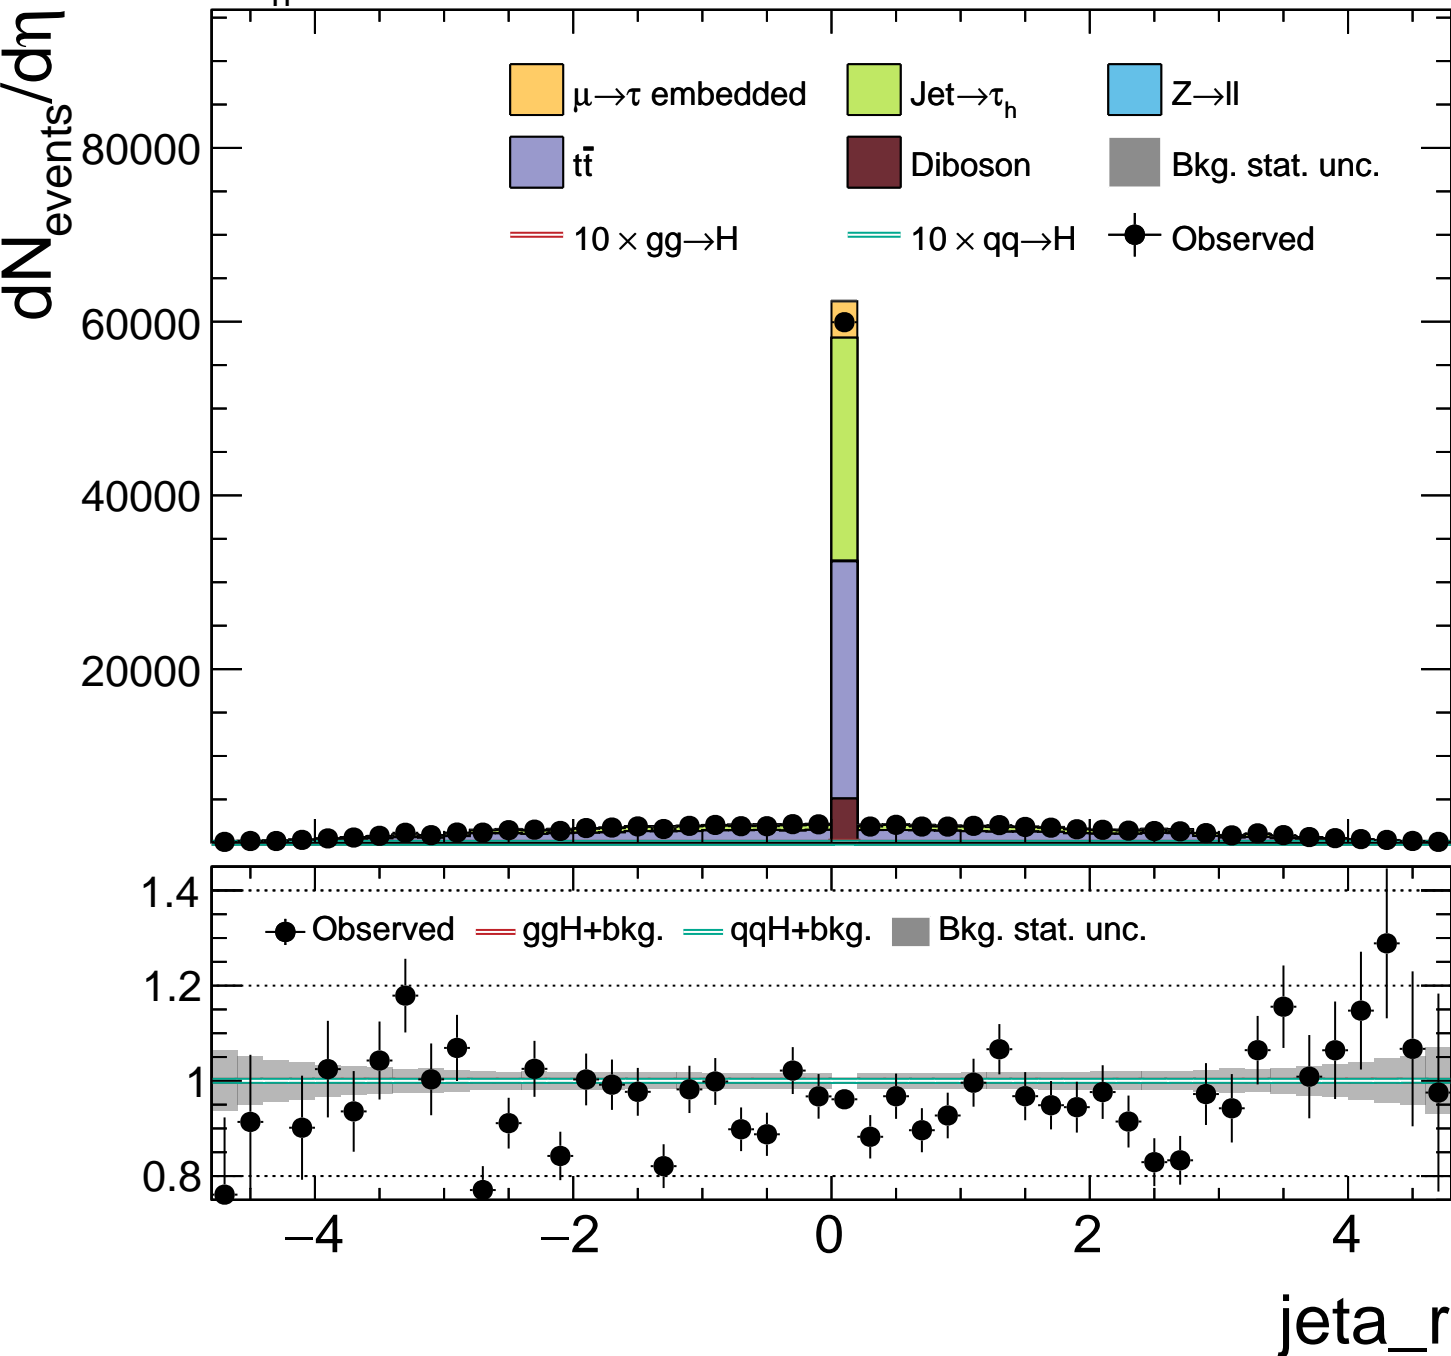 dN_events/dη
μ→τ embedded Jet→τ_h Z→ll
tt̄ Diboson Bkg. stat. unc.
10 × gg→H 10 × qq→H Observed
80000
60000
40000
20000
1.4
Observed ggH+bkg. qqH+bkg. Bkg. stat. unc.
1.2
1
0.8
−4 −2 0 2 4
jeta_r